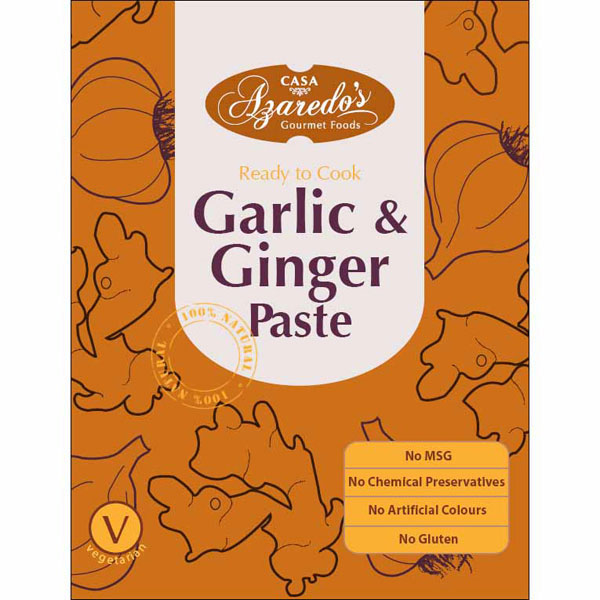 CASA
Azaredo's
Gourmet Foods
Ready to Cook
Garlic &
Ginger
Paste
100% NATURAL
100% NATURAL
No MSG
No Chemical Preservatives
No Artificial Colours
No Gluten
V
vegetarian